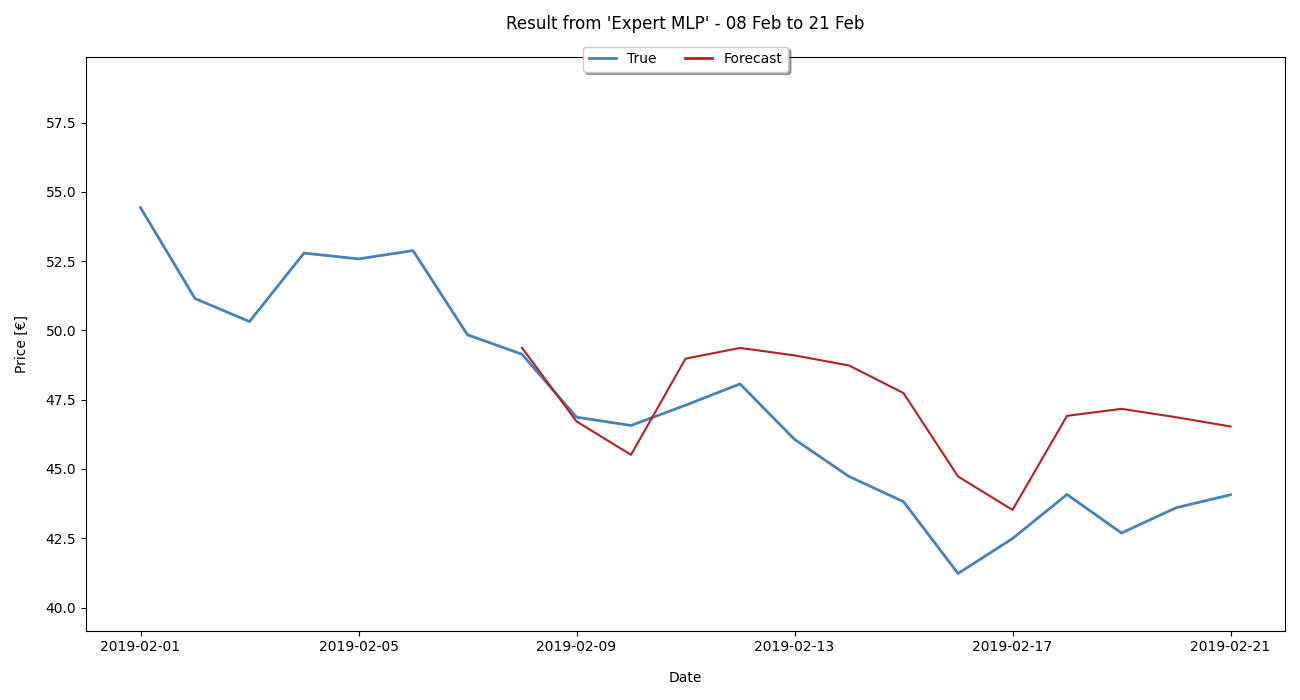 Result from 'Expert MLP' - 08 Feb to 21 Feb
True Forecast
57.5
55.0
52.5
50.0
47.5
45.0
42.5
40.0
Price [€]
2019-02-01 2019-02-05 2019-02-09 2019-02-13 2019-02-17 2019-02-21
Date